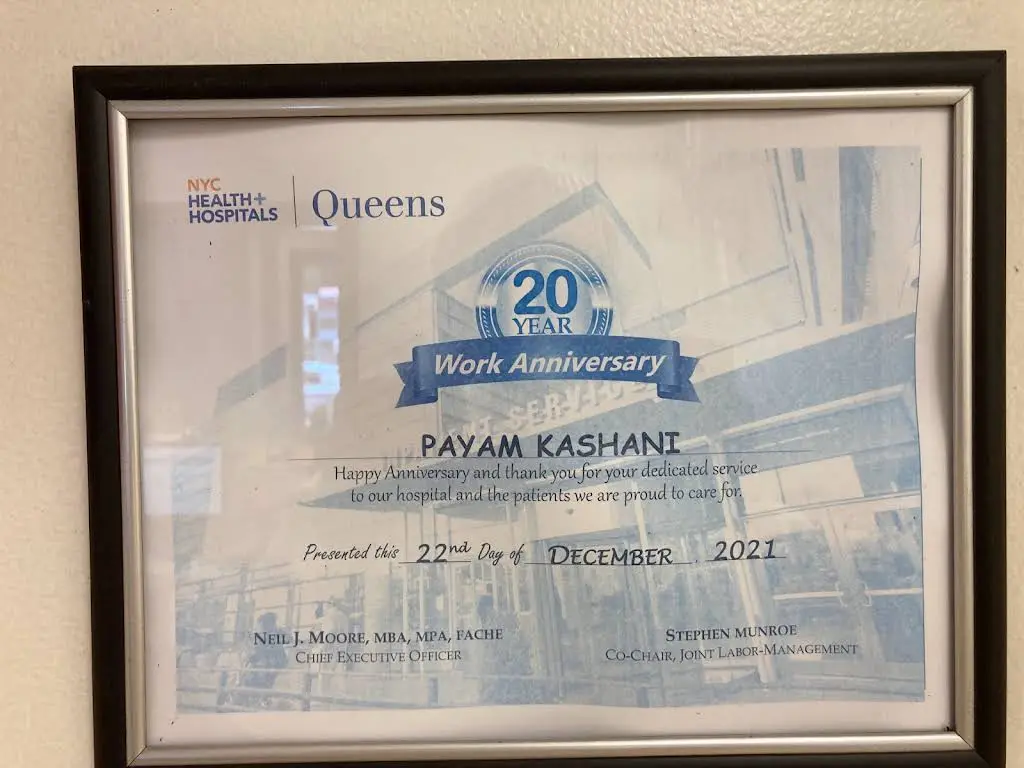 NYC
HEALTH+
HOSPITALS
Queens
20
YEAR
Work Anniversary
PAYAM KASHANI
Happy Anniversary and thank you for your dedicated service
to our hospital and the patients we are proud to care for.
Presented this 22nd Day of DECEMBER, 2021
NEIL J. MOORE, MBA, MPA, FACHE
CHIEF EXECUTIVE OFFICER
STEPHEN MUNROE
CO-CHAIR, JOINT LABOR-MANAGEMENT